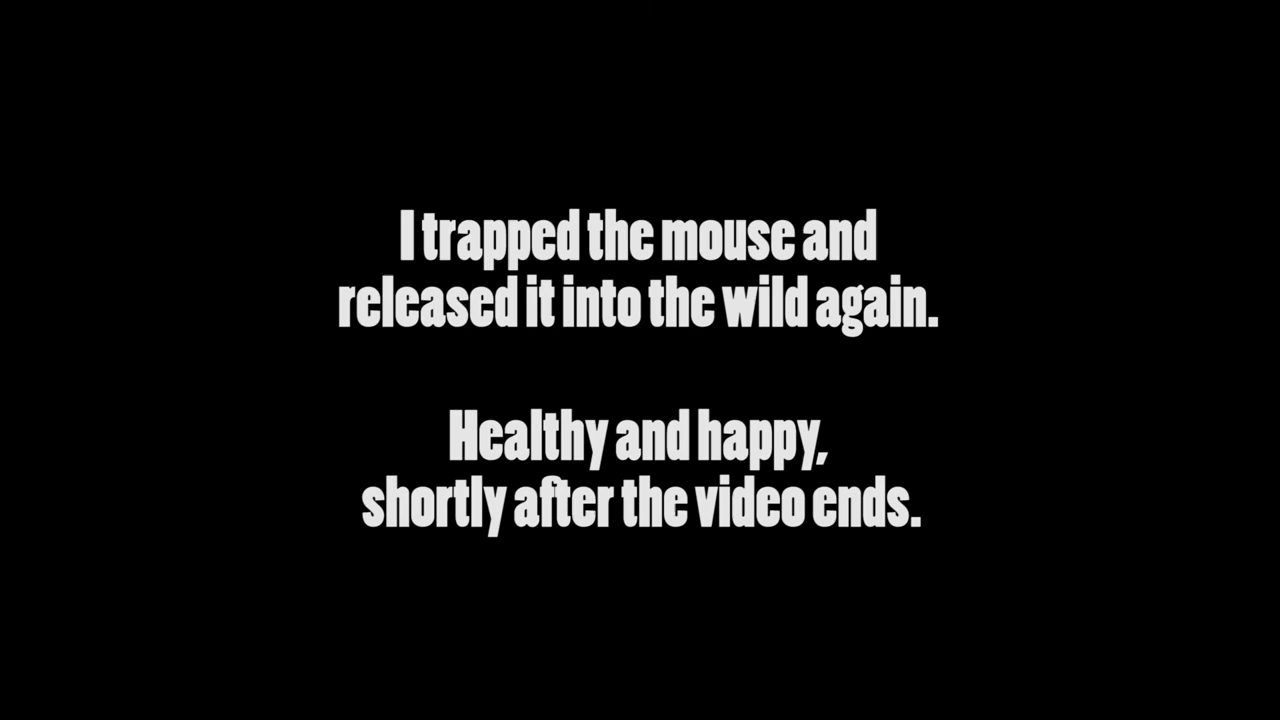 I trapped the mouse and
released it into the wild again.
Healthy and happy,
shortly after the video ends.